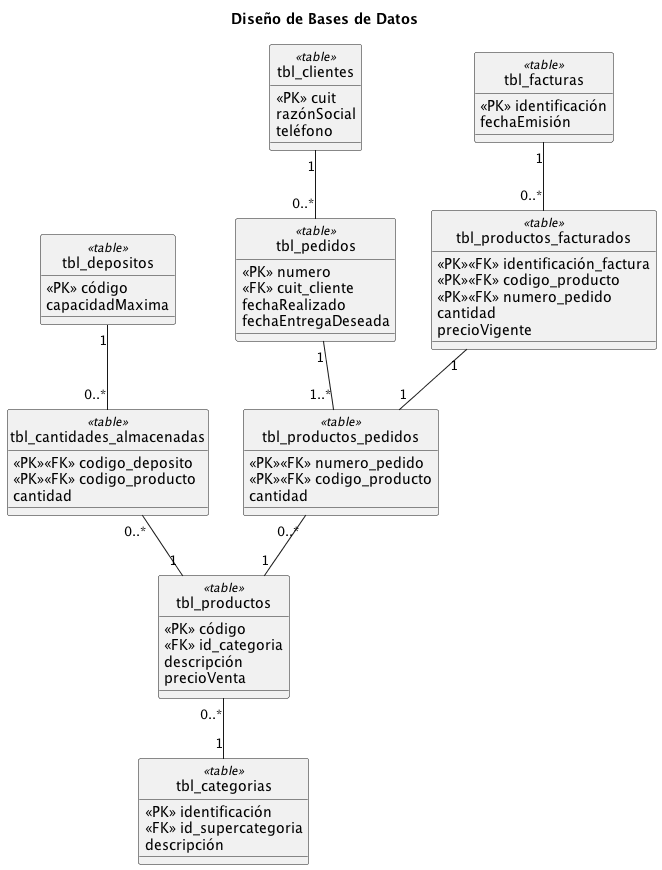 Diseño de Bases de Datos
«table»
tbl_clientes
«PK» cuit
razónSocial
teléfono
«table»
tbl_facturas
«PK» identificación
fechaEmisión
1
0..*
1
0..*
«table»
tbl_depositos
«PK» código
capacidadMaxima
«table»
tbl_pedidos
«PK» numero
«FK» cuit_cliente
fechaRealizado
fechaEntregaDeseada
«table»
tbl_productos_facturados
«PK»«FK» identificación_factura
«PK»«FK» codigo_producto
«PK»«FK» numero_pedido
cantidad
precioVigente
1
0..*
1
1..*
1
1
«table»
tbl_cantidades_almacenadas
«PK»«FK» codigo_deposito
«PK»«FK» codigo_producto
cantidad
«table»
tbl_productos_pedidos
«PK»«FK» numero_pedido
«PK»«FK» codigo_producto
cantidad
0..*
1
0..*
1
«table»
tbl_productos
«PK» código
«FK» id_categoria
descripción
precioVenta
0..*
1
«table»
tbl_categorias
«PK» identificación
«FK» id_supercategoria
descripción